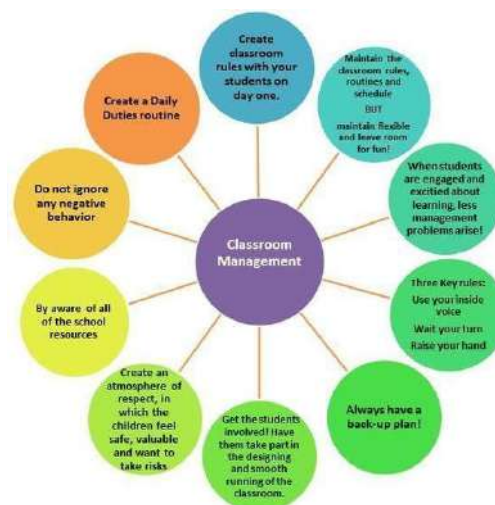 Create
classroom
rules with your
students on
day one.
Maintain the
classroom rules,
routines and
schedule
BUT
maintain flexible
and leave room
for fun!
When students
are engaged and
excitied about
learning, less
management
problems arise!
Three Key rules:
Use your inside
voice
Wait your turn
Raise your hand
Always have a
back-up plan!
Get the students
involved! Have
them take part in
the designing
and smooth
running of the
classroom.
Create an
atmosphere of
respect, in
which the
children feel
safe, valuable
and want to
take risks
By aware of all
of the school
resources
Do not ignore
any negative
behavior
Create a Daily
Duties routine
Classroom
Management